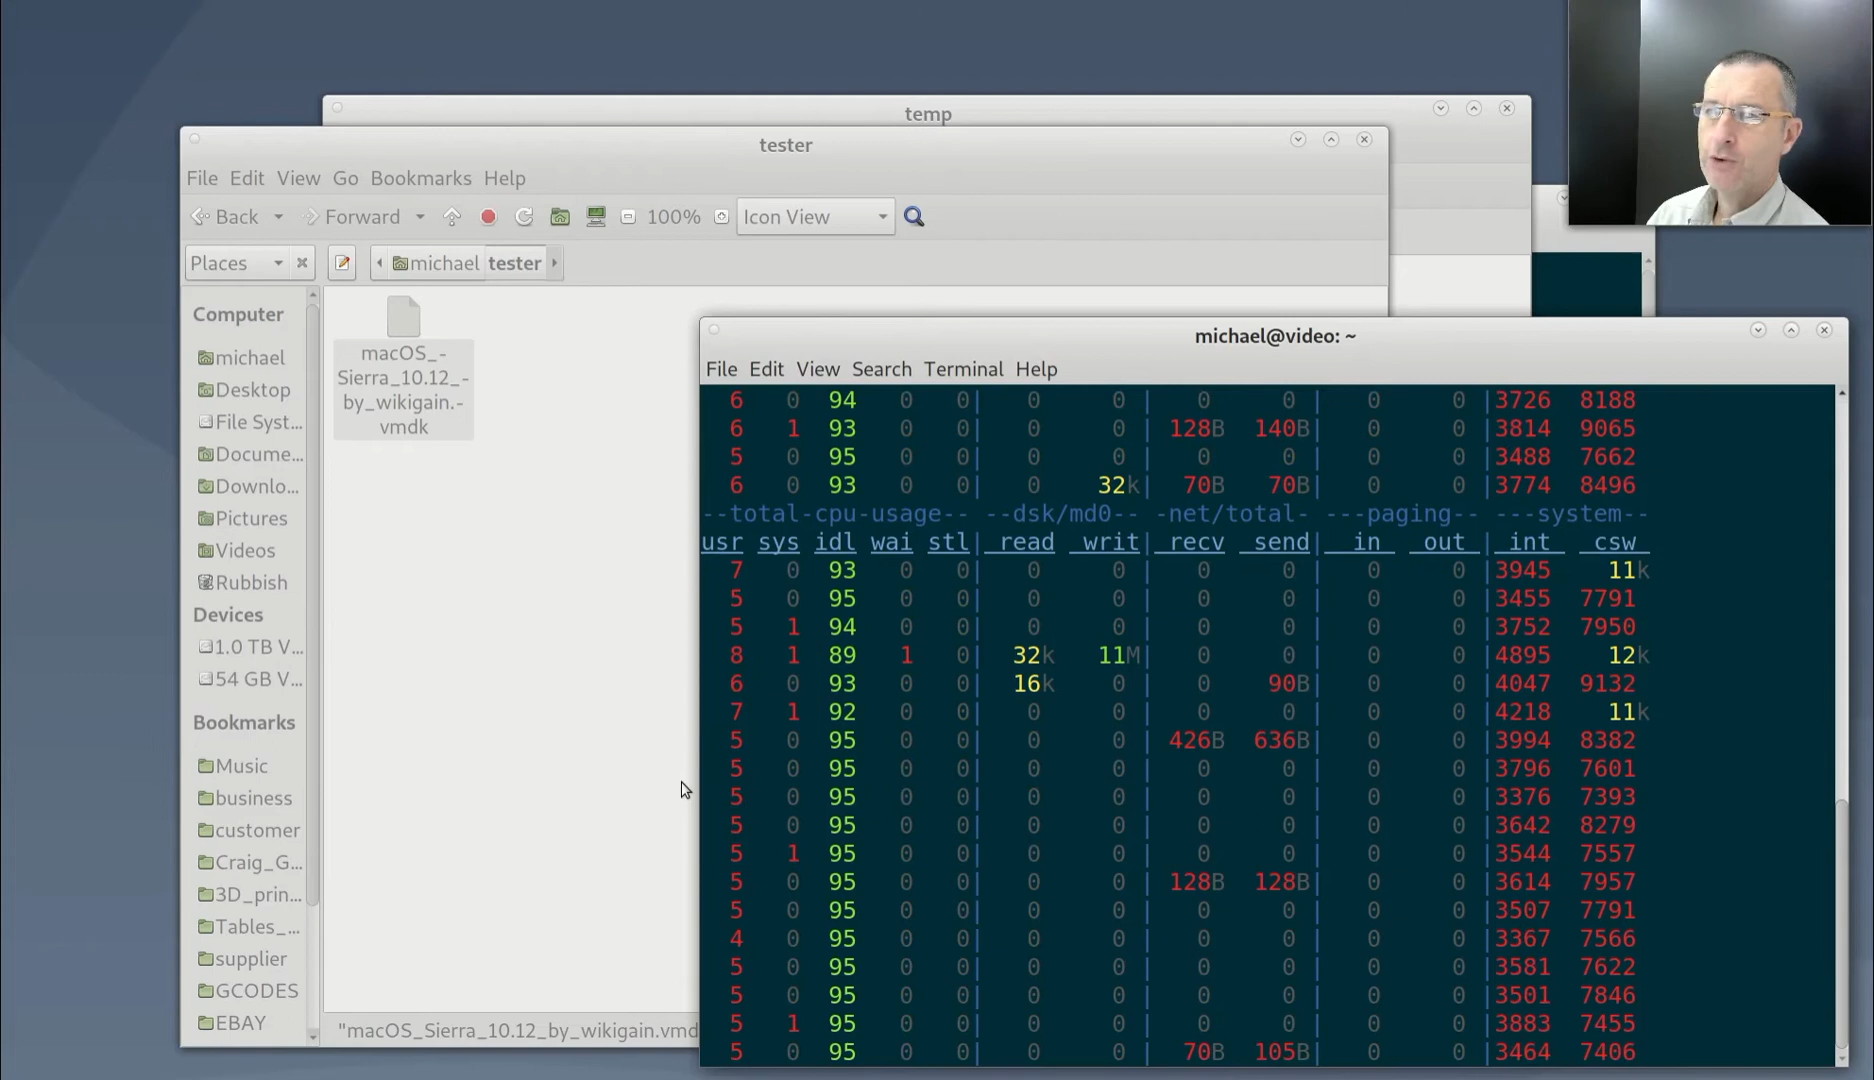 temp
tester
File Edit View Go Bookmarks Help
Back Forward 100% Icon View
Places michael tester
Computer
michael
Desktop
File Syst...
Docume...
Downlo...
Pictures
Videos
Rubbish
Devices
1.0 TB V...
54 GB V...
Bookmarks
Music
business
customer
Craig_G...
3D_prin...
Tables_...
supplier
GCODES
EBAY
macOS_-
Sierra_10.12_-
by_wikigain.-
vmdk
"macOS_Sierra_10.12_by_wikigain.vmd
michael@video: ~
File Edit View Search Terminal Help
6 0 94 0 0| 0 0 | 0 0 | 0 0 |3726 8188
6 1 93 0 0| 0 0 | 128B 140B| 0 0 |3814 9065
5 0 95 0 0| 0 0 | 0 0 | 0 0 |3488 7662
6 0 93 0 0| 0 32k| 70B 70B| 0 0 |3774 8496
--total-cpu-usage-- --dsk/md0-- -net/total- ---paging-- ---system--
usr sys idl wai stl| read writ| recv send| in out | int csw
7 0 93 0 0| 0 0 | 0 0 | 0 0 |3945 11k
5 0 95 0 0| 0 0 | 0 0 | 0 0 |3455 7791
5 1 94 0 0| 0 0 | 0 0 | 0 0 |3752 7950
8 1 89 1 0| 32k 11M| 0 0 | 0 0 |4895 12k
6 0 93 0 0| 16k 0 | 0 90B| 0 0 |4047 9132
7 1 92 0 0| 0 0 | 0 0 | 0 0 |4218 11k
5 0 95 0 0| 0 0 | 426B 636B| 0 0 |3994 8382
5 0 95 0 0| 0 0 | 0 0 | 0 0 |3796 7601
5 0 95 0 0| 0 0 | 0 0 | 0 0 |3376 7393
5 0 95 0 0| 0 0 | 0 0 | 0 0 |3642 8279
5 1 95 0 0| 0 0 | 0 0 | 0 0 |3544 7557
5 0 95 0 0| 0 0 | 128B 128B| 0 0 |3614 7957
5 0 95 0 0| 0 0 | 0 0 | 0 0 |3507 7791
4 0 95 0 0| 0 0 | 0 0 | 0 0 |3367 7566
5 0 95 0 0| 0 0 | 0 0 | 0 0 |3581 7622
5 0 95 0 0| 0 0 | 0 0 | 0 0 |3501 7846
5 1 95 0 0| 0 0 | 0 0 | 0 0 |3883 7455
5 0 95 0 0| 0 0 | 70B 105B| 0 0 |3464 7406